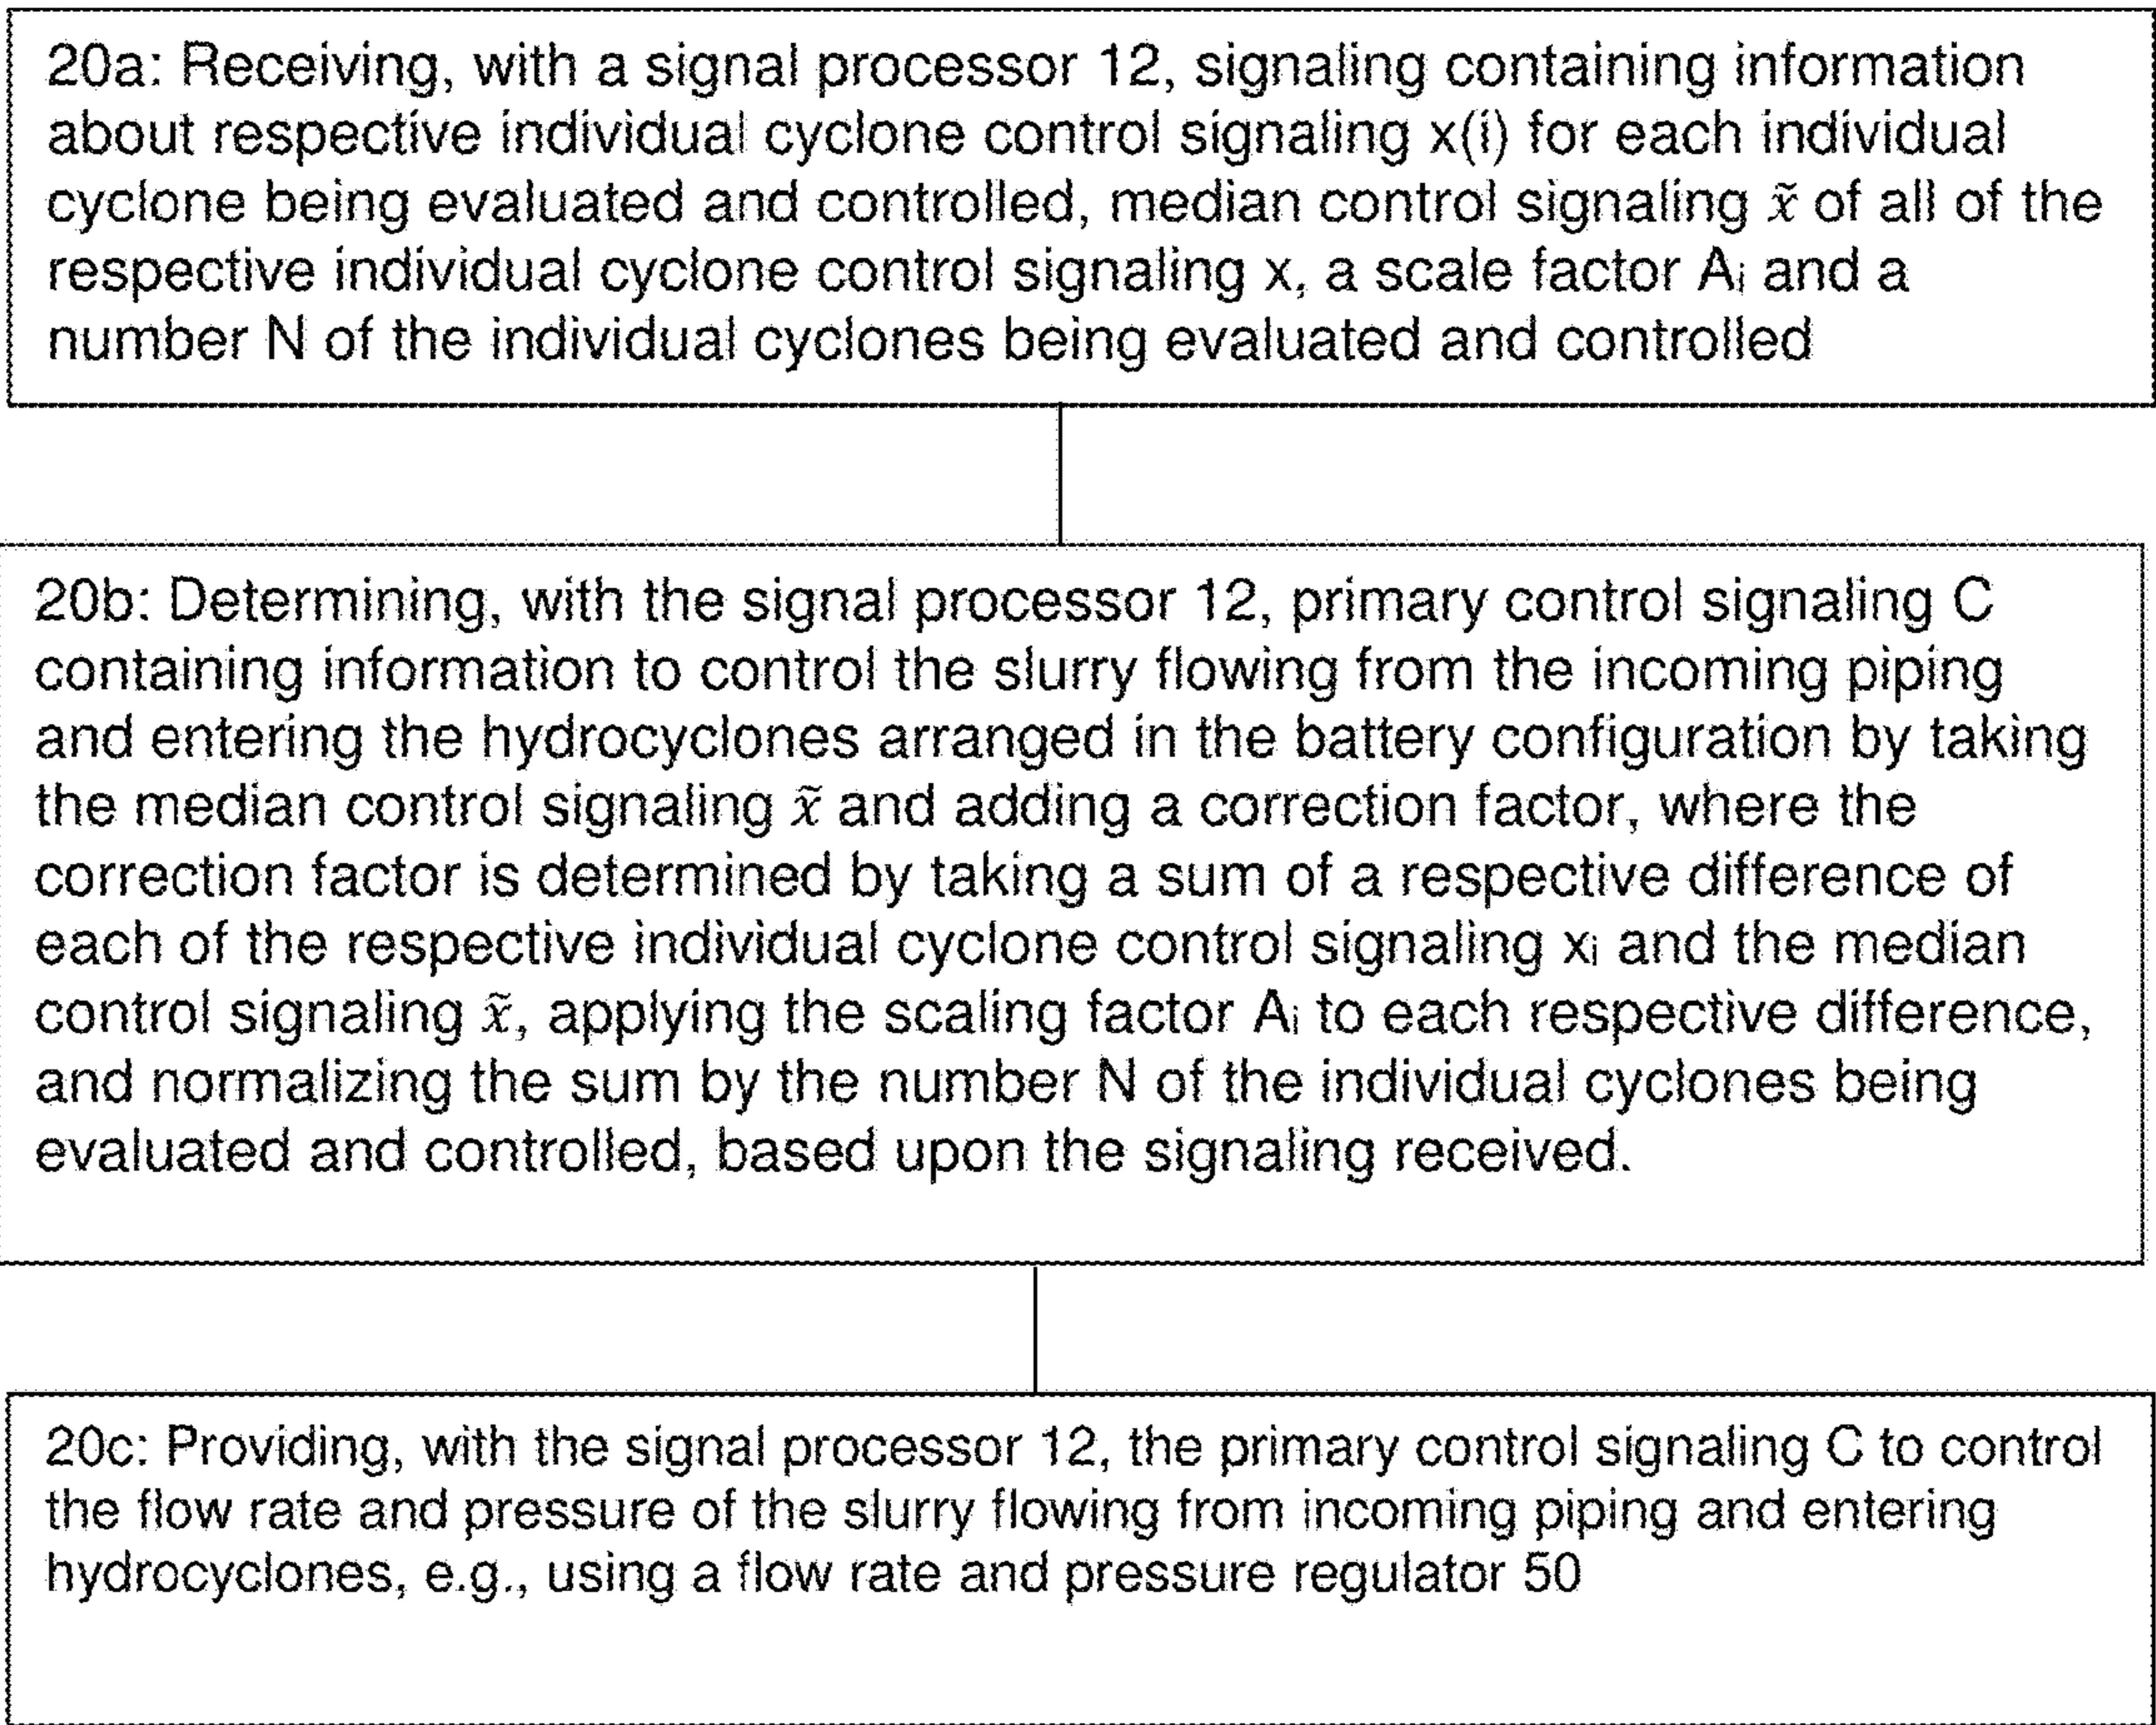 20a: Receiving, with a signal processor 12, signaling containing information
about respective individual cyclone control signaling x(i) for each individual
cyclone being evaluated and controlled, median control signaling x̃ of all of the
respective individual cyclone control signaling x, a scale factor Aᵢ and a
number N of the individual cyclones being evaluated and controlled
20b: Determining, with the signal processor 12, primary control signaling C
containing information to control the slurry flowing from the incoming piping
and entering the hydrocyclones arranged in the battery configuration by taking
the median control signaling x̃ and adding a correction factor, where the
correction factor is determined by taking a sum of a respective difference of
each of the respective individual cyclone control signaling xᵢ and the median
control signaling x̃, applying the scaling factor Aᵢ to each respective difference,
and normalizing the sum by the number N of the individual cyclones being
evaluated and controlled, based upon the signaling received.
20c: Providing, with the signal processor 12, the primary control signaling C to control
the flow rate and pressure of the slurry flowing from incoming piping and entering
hydrocyclones, e.g., using a flow rate and pressure regulator 50